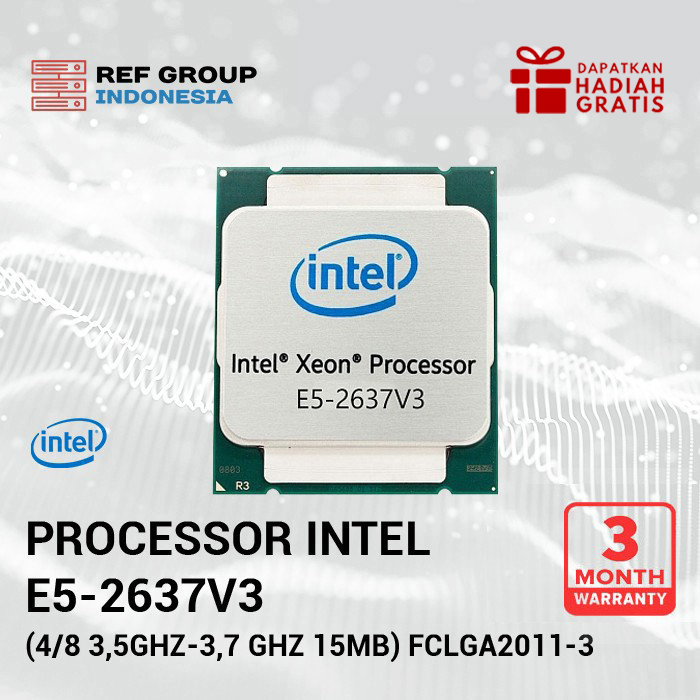 REF GROUP
INDONESIA
DAPATKAN
HADIAH
GRATIS
intel®
Intel® Xeon® Processor
E5-2637V3
0803
R3
intel
PROCESSOR INTEL
E5-2637V3
(4/8 3,5GHZ-3,7 GHZ 15MB) FCLGA2011-3
3
MONTH
WARRANTY